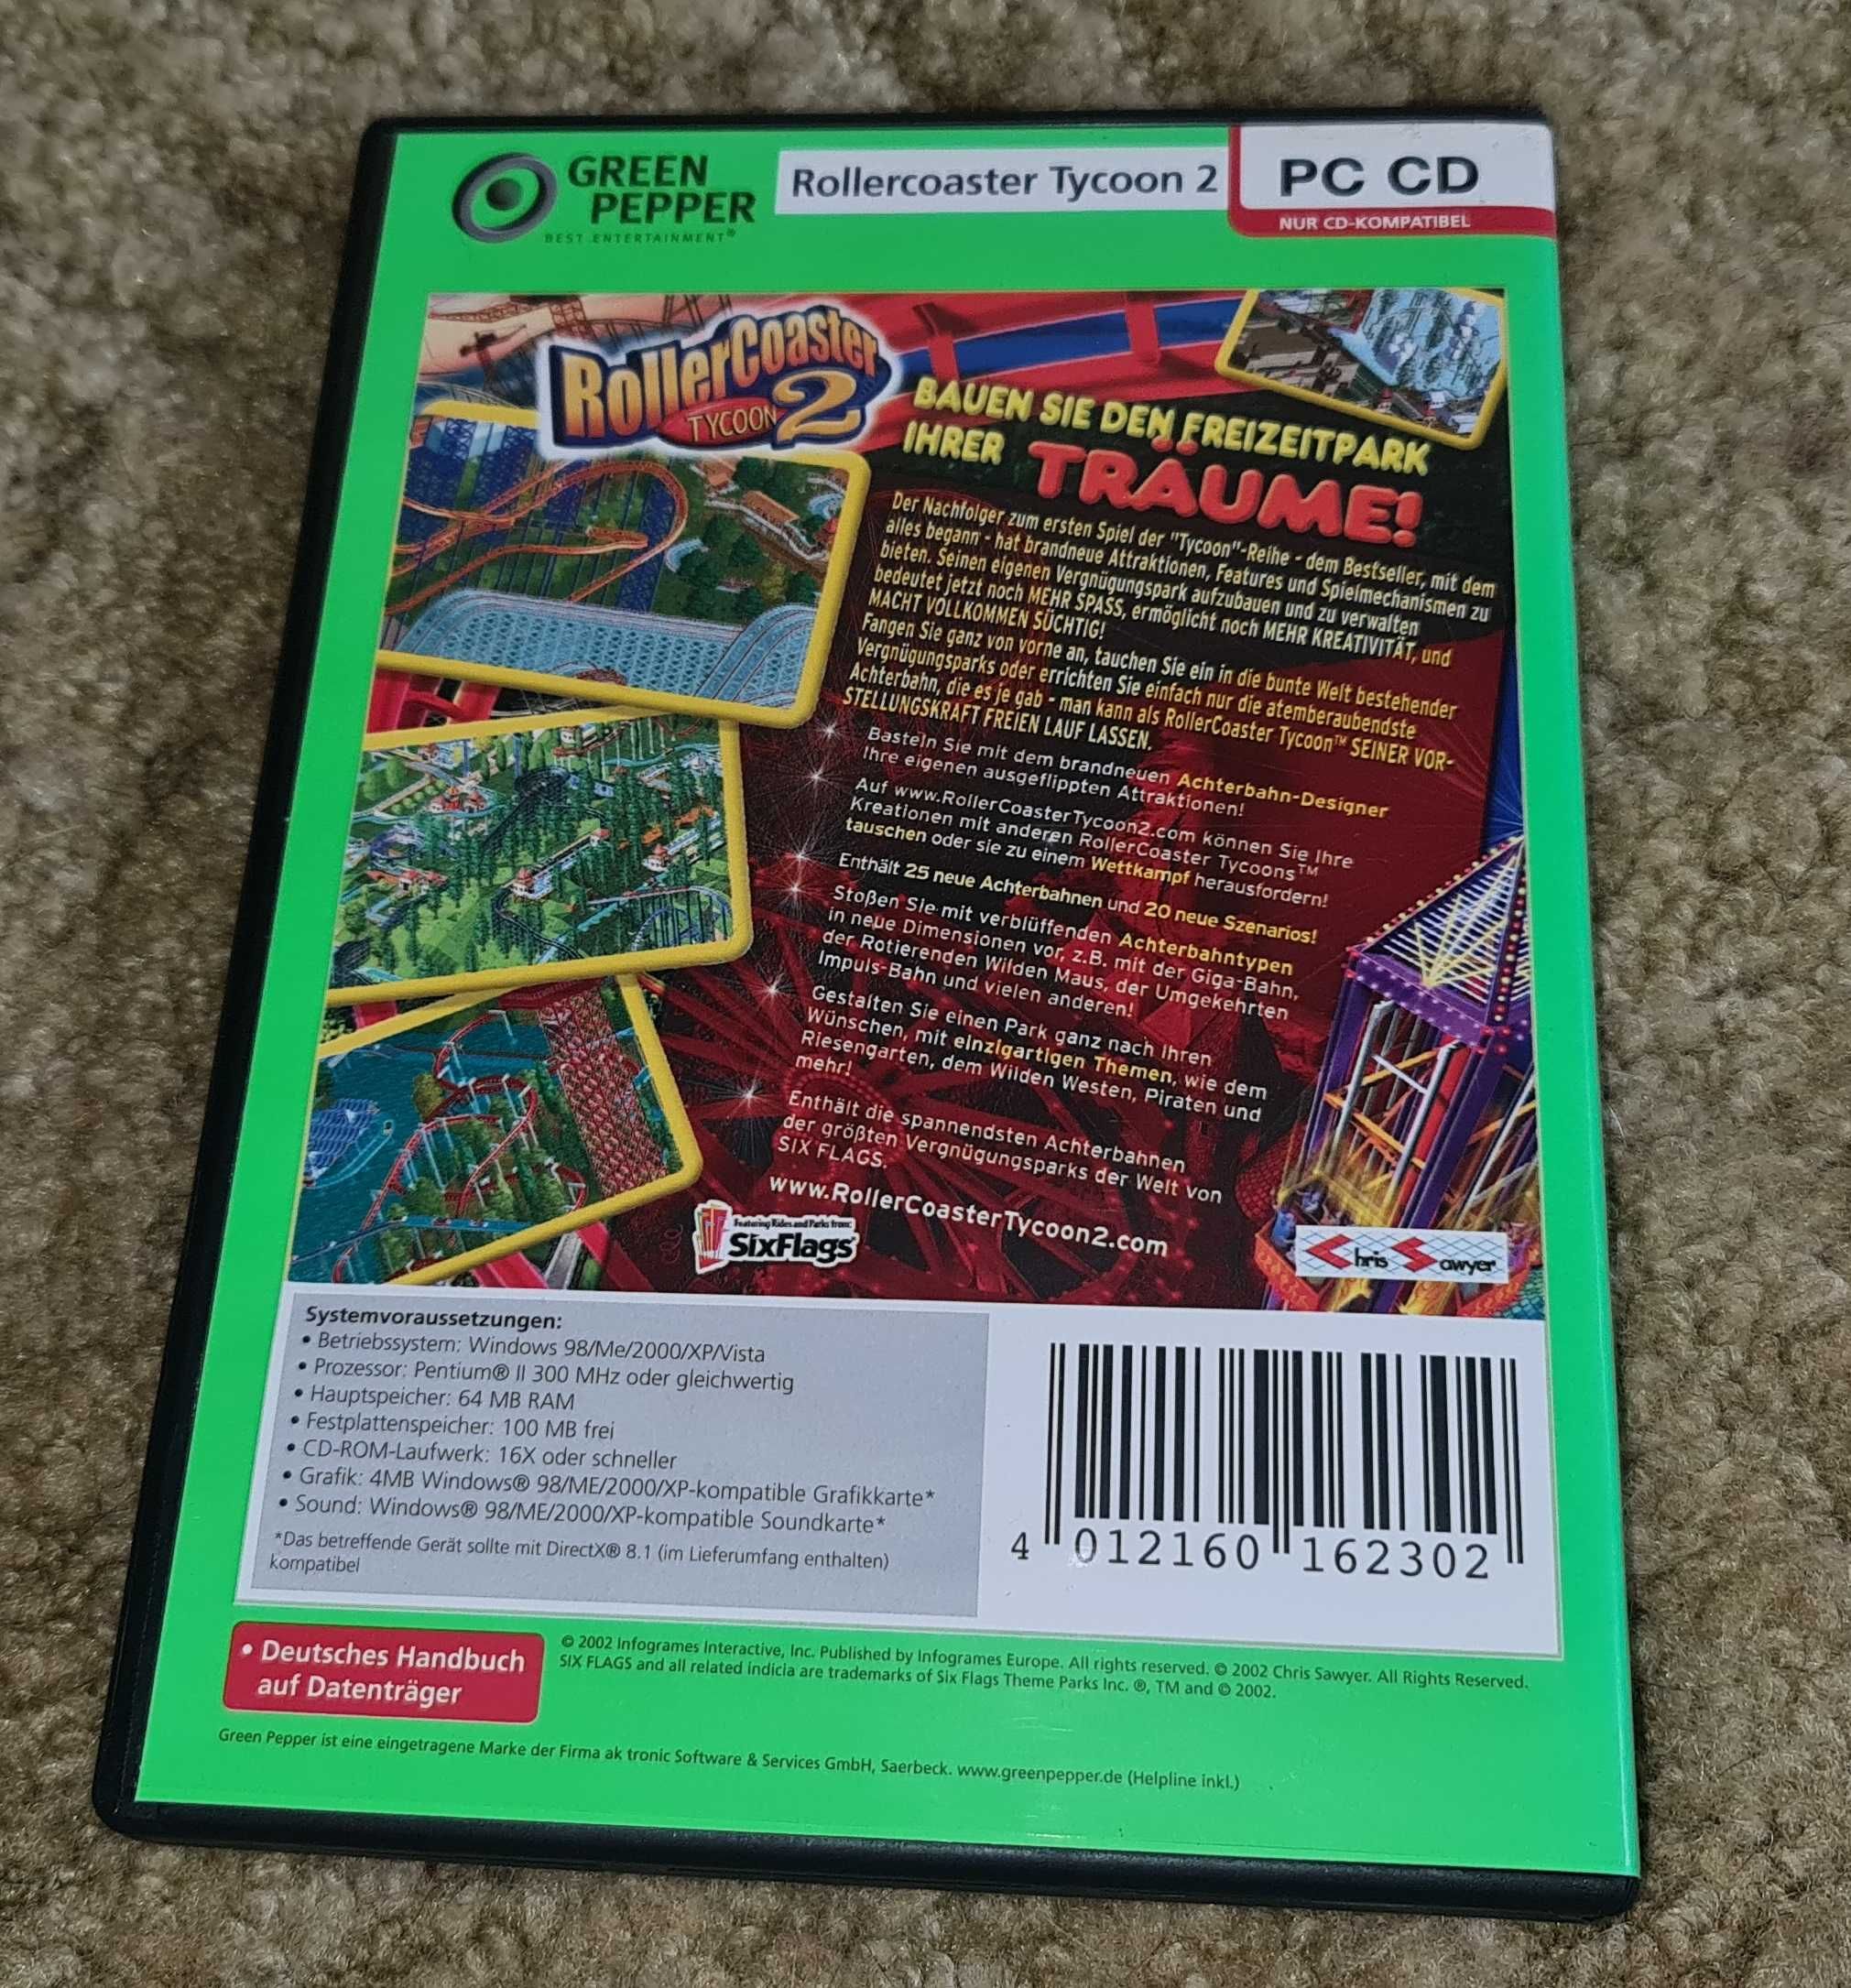 GREEN
PEPPER
BEST ENTERTAINMENT®
Rollercoaster Tycoon 2
PC CD
NUR CD-KOMPATIBEL
RollerCoaster
TYCOON 2
BAUEN SIE DEN FREIZEITPARK
IHRER TRÄUME!
Der Nachfolger zum ersten Spiel der "Tycoon"-Reihe - dem Bestseller, mit dem
alles begann - hat brandneue Attraktionen, Features und Spielmechanismen zu
bieten. Seinen eigenen Vergnügungspark aufzubauen und zu verwalten
bedeutet jetzt noch MEHR SPASS, ermöglicht noch MEHR KREATIVITÄT, und
MACHT VOLLKOMMEN SÜCHTIG!
Fangen Sie ganz von vorne an, tauchen Sie ein in die bunte Welt bestehender
Vergnügungsparks oder errichten Sie einfach nur die atemberaubendste
Achterbahn, die es je gab - man kann als RollerCoaster Tycoon™ SEINER VOR-
STELLUNGSKRAFT FREIEN LAUF LASSEN.
Basteln Sie mit dem brandneuen Achterbahn-Designer
Ihre eigenen ausgeflippten Attraktionen!
Auf www.RollerCoasterTycoon2.com können Sie Ihre
Kreationen mit anderen RollerCoaster Tycoons™
tauschen oder sie zu einem Wettkampf herausfordern!
Enthält 25 neue Achterbahnen und 20 neue Szenarios!
Stoßen Sie mit verblüffenden Achterbahntypen
in neue Dimensionen vor, z.B. mit der Giga-Bahn,
der Rotierenden Wilden Maus, der Umgekehrten
Impuls-Bahn und vielen anderen!
Gestalten Sie einen Park ganz nach Ihren
Wünschen, mit einzigartigen Themen, wie dem
Riesengarten, dem Wilden Westen, Piraten und
mehr!
Enthält die spannendsten Achterbahnen
der größten Vergnügungsparks der Welt von
SIX FLAGS.
www.RollerCoasterTycoon2.com
Featuring Rides and Parks from:
SixFlags
Chris Sawyer
Systemvoraussetzungen:
• Betriebssystem: Windows 98/Me/2000/XP/Vista
• Prozessor: Pentium® II 300 MHz oder gleichwertig
• Hauptspeicher: 64 MB RAM
• Festplattenspeicher: 100 MB frei
• CD-ROM-Laufwerk: 16X oder schneller
• Grafik: 4MB Windows® 98/ME/2000/XP-kompatible Grafikkarte*
• Sound: Windows® 98/ME/2000/XP-kompatible Soundkarte*
*Das betreffende Gerät sollte mit DirectX® 8.1 (im Lieferumfang enthalten)
kompatibel
4 012160 162302
• Deutsches Handbuch
auf Datenträger
© 2002 Infogrames Interactive, Inc. Published by Infogrames Europe. All rights reserved. © 2002 Chris Sawyer. All Rights Reserved.
SIX FLAGS and all related indicia are trademarks of Six Flags Theme Parks Inc. ®, TM and © 2002.
Green Pepper ist eine eingetragene Marke der Firma ak tronic Software & Services GmbH, Saerbeck. www.greenpepper.de (Helpline inkl.)